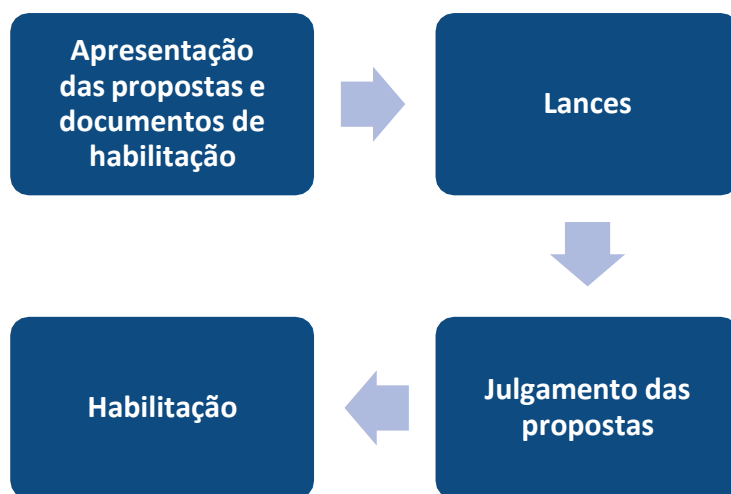 Apresentação
das propostas e
documentos de
habilitação
Lances
Julgamento das
propostas
Habilitação